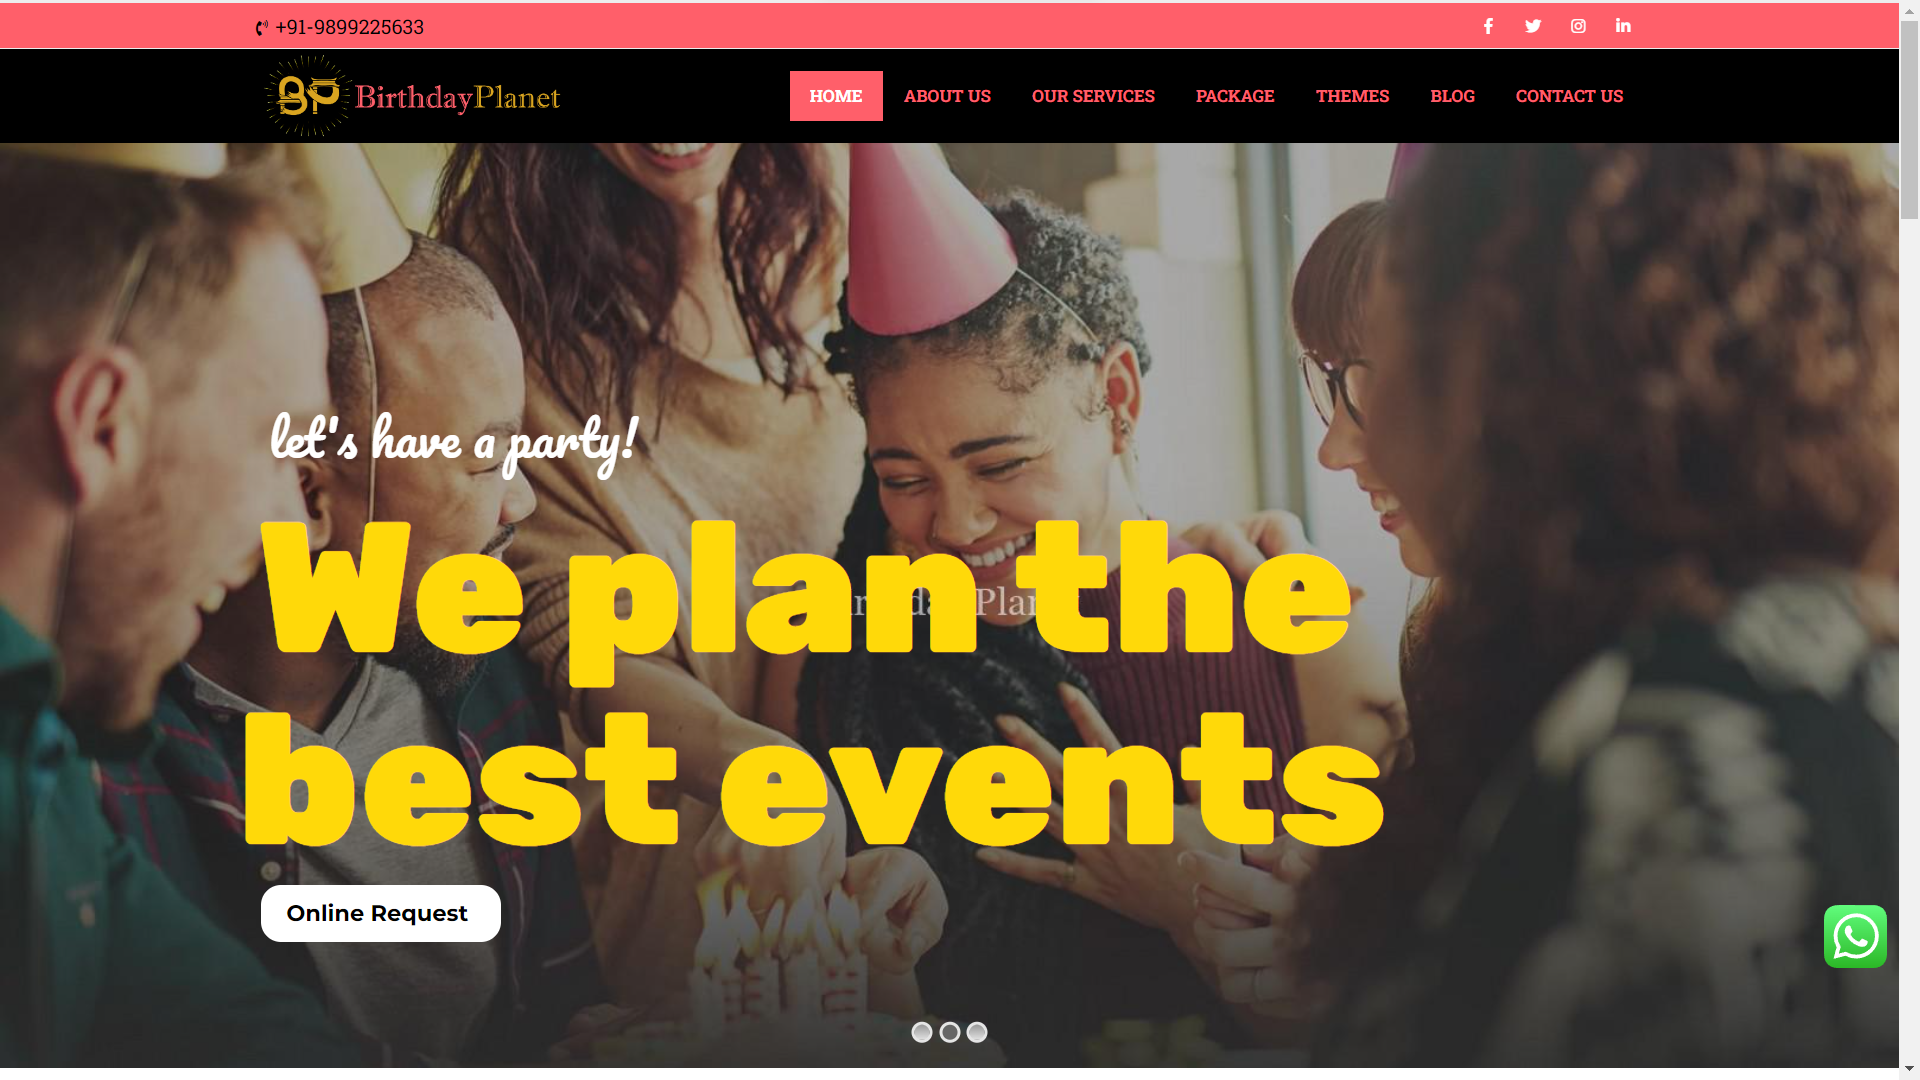 +91-9899225633
BP BirthdayPlanet
HOME ABOUT US OUR SERVICES PACKAGE THEMES BLOG CONTACT US
let's have a party!
We plan the
best events
Online Request